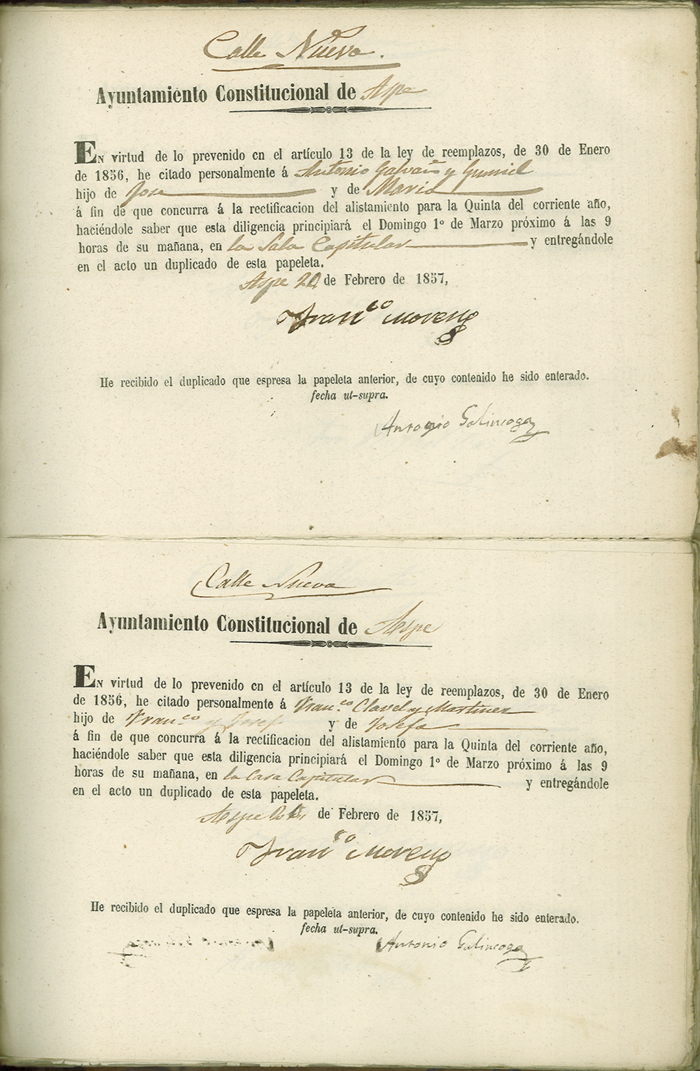 Calle Nueva.
Ayuntamiento Constitucional de Aspe
En virtud de lo prevenido en el artículo 13 de la ley de reemplazos, de 30 de Enero
de 1856, he citado personalmente á Antonio Galvañ y Gumiel
hijo de Jose y de Maria
á fin de que concurra á la rectificacion del alistamiento para la Quinta del corriente año,
haciéndole saber que esta diligencia principiará el Domingo 1º de Marzo próximo á las 9
horas de su mañana, en la Sala Capitular y entregándole
en el acto un duplicado de esta papeleta.
Aspe de Febrero de 1857,
Franco Moreno
He recibido el duplicado que espresa la papeleta anterior, de cuyo contenido he sido enterado.
fecha ut-supra.
Antonio Galinsoga
Calle Nueva
Ayuntamiento Constitucional de Aspe
En virtud de lo prevenido en el artículo 13 de la ley de reemplazos, de 30 de Enero
de 1856, he citado personalmente á Franco Clavel y Martinez
hijo de Franco y de Josefa
á fin de que concurra á la rectificacion del alistamiento para la Quinta del corriente año,
haciéndole saber que esta diligencia principiará el Domingo 1º de Marzo próximo á las 9
horas de su mañana, en la Casa Capitular y entregándole
en el acto un duplicado de esta papeleta.
Aspe de Febrero de 1857,
Franco Moreno
He recibido el duplicado que espresa la papeleta anterior, de cuyo contenido he sido enterado.
fecha ut-supra.
Antonio Galinsoga